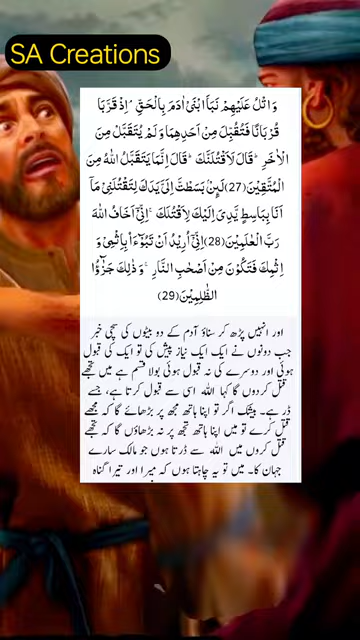 SA Creations
وَ اتْلُ عَلَیْهِمْ نَبَاَ ابْنَیْ اٰدَمَ بِالْحَقِّ ۘ اِذْ قَرَّبَا
قُرْبَانًا فَتُقُبِّلَ مِنْ اَحَدِهِمَا وَ لَمْ یُتَقَبَّلْ مِنَ
الْاٰخَرِ ؕ قَالَ لَاَقْتُلَنَّكَ ؕ قَالَ اِنَّمَا یَتَقَبَّلُ اللّٰهُ مِنَ
الْمُتَّقِیْنَ(27)لَىٕنْۢ بَسَطْتَّ اِلَیَّ یَدَكَ لِتَقْتُلَنِیْ مَاۤ
اَنَا بِبَاسِطٍ یَّدِیَ اِلَیْكَ لِاَقْتُلَكَ ۚ اِنِّیْۤ اَخَافُ اللّٰهَ
رَبَّ الْعٰلَمِیْنَ(28)اِنِّیْۤ اُرِیْدُ اَنْ تَبُوْٓءَاۡ بِاِثْمِیْ وَ
اِثْمِكَ فَتَكُوْنَ مِنْ اَصْحٰبِ النَّارِ ۚ وَ ذٰلِكَ جَزٰٓؤُا
الظّٰلِمِیْنَ(29)
اور انہیں پڑھ کر سناؤ آدم کے دو بیٹوں کی سچی خبر
جب دونوں نے ایک ایک نیاز پیش کی تو ایک کی قبول
ہوئی اور دوسرے کی نہ قبول ہوئی بولا قسم ہے میں تجھے
قتل کردوں گا کہا اللہ اسی سے قبول کرتا ہے، جسے
ڈر ہے۔ بیشک اگر تو اپنا ہاتھ مجھ پر بڑھائے گا کہ مجھے
قتل کرے تو میں اپنا ہاتھ تجھ پر نہ بڑھاؤں گا کہ تجھے
قتل کروں میں اللہ سے ڈرتا ہوں جو مالک سارے
جہان کا۔ میں تو یہ چاہتا ہوں کہ میرا اور تیرا گناہ